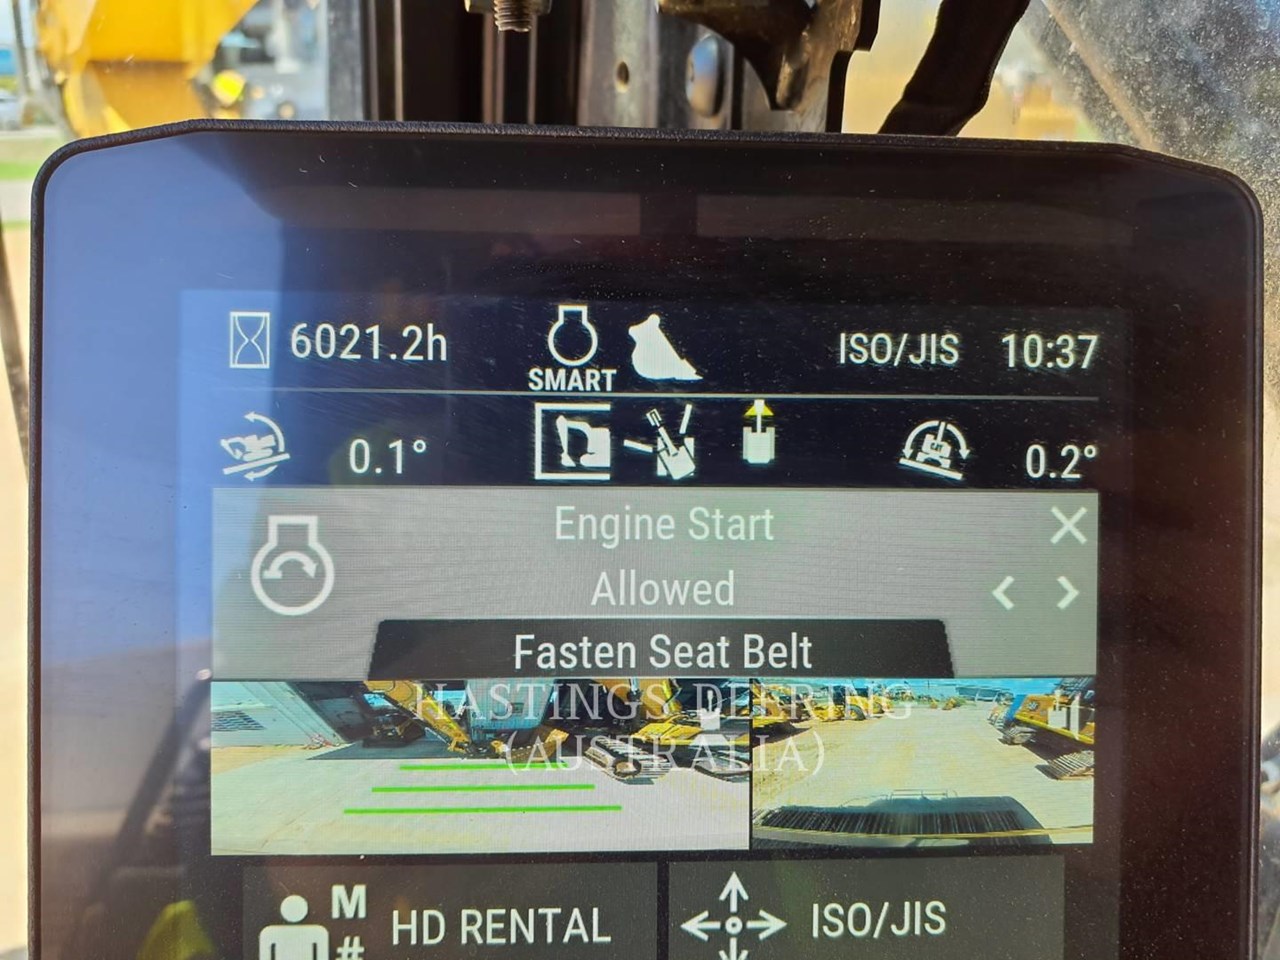 6021.2h
SMART
ISO/JIS
10:37
0.1°
0.2°
Engine Start
Allowed
Fasten Seat Belt
HASTINGS DEERING
(AUSTRALIA)
M
#
HD RENTAL
ISO/JIS